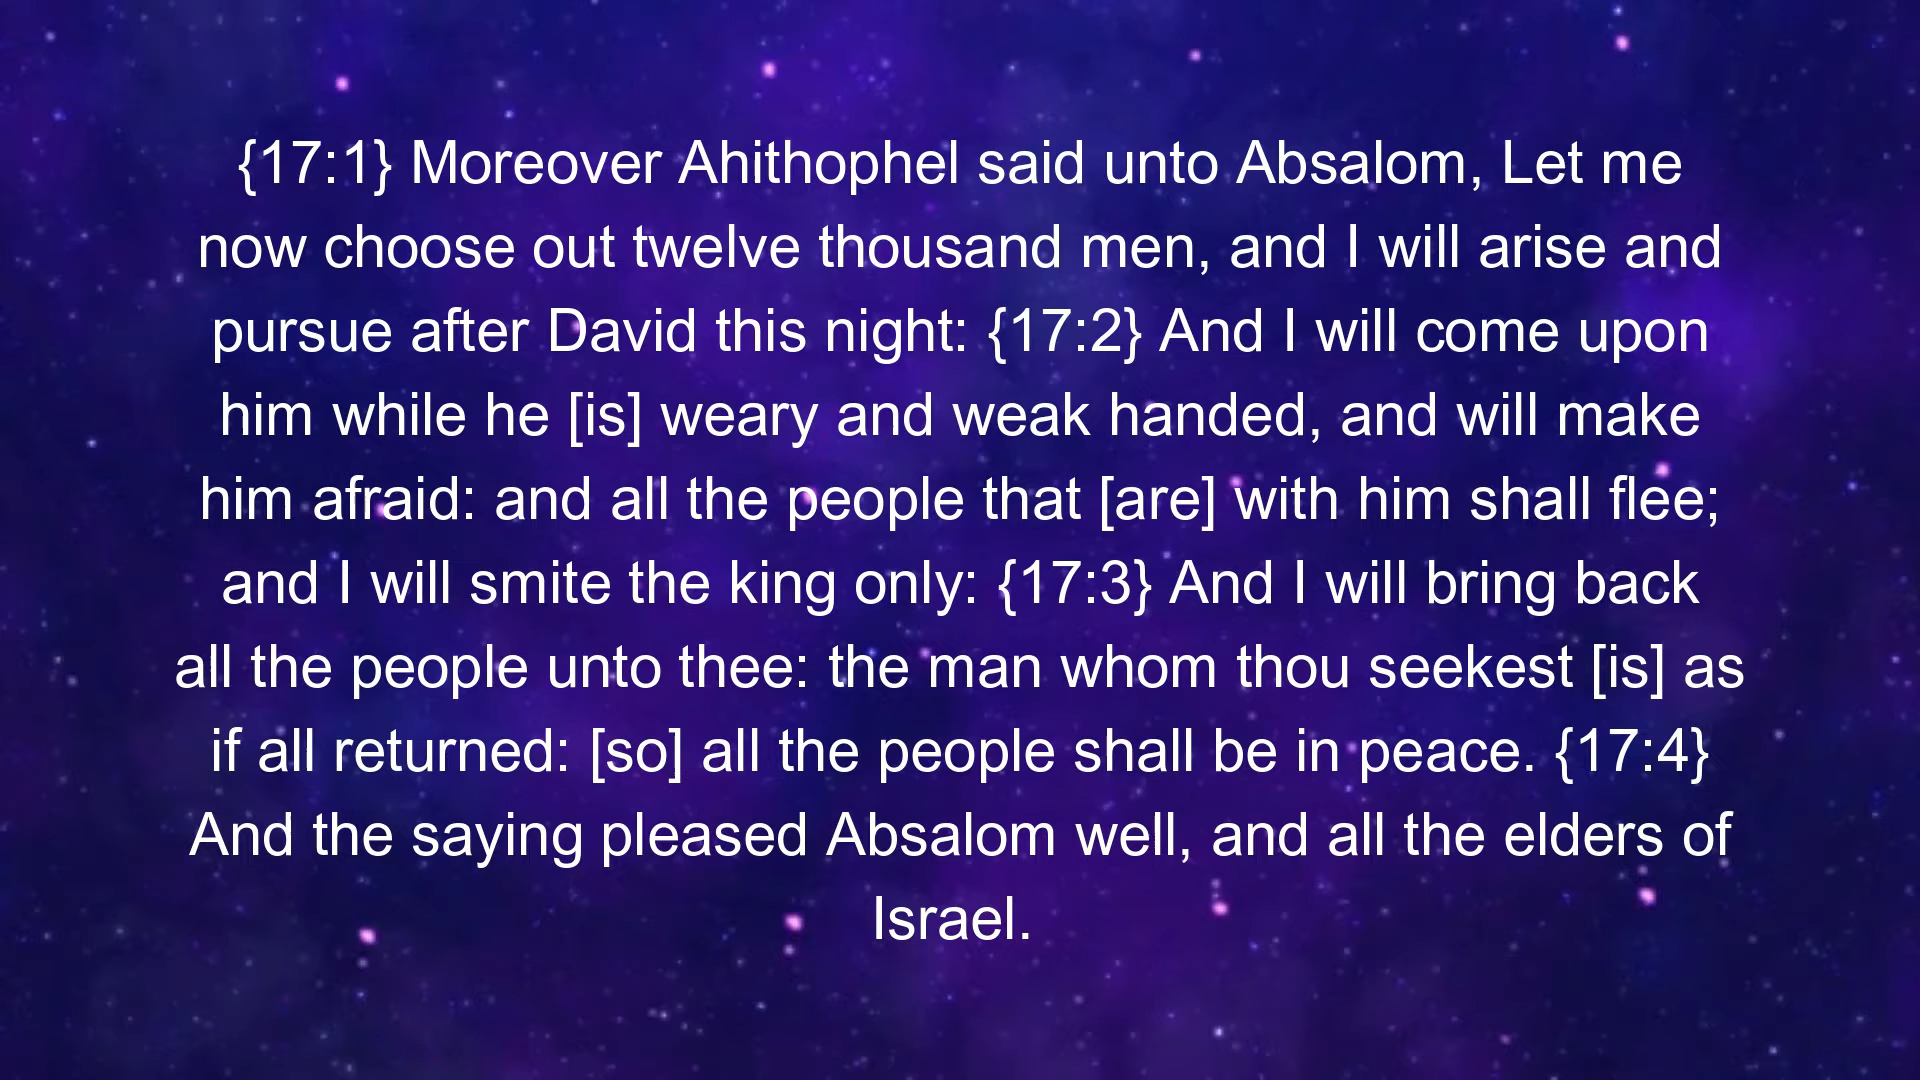 {17:1} Moreover Ahithophel said unto Absalom, Let me
now choose out twelve thousand men, and I will arise and
pursue after David this night: {17:2} And I will come upon
him while he [is] weary and weak handed, and will make
him afraid: and all the people that [are] with him shall flee;
and I will smite the king only: {17:3} And I will bring back
all the people unto thee: the man whom thou seekest [is] as
if all returned: [so] all the people shall be in peace. {17:4}
And the saying pleased Absalom well, and all the elders of
Israel.